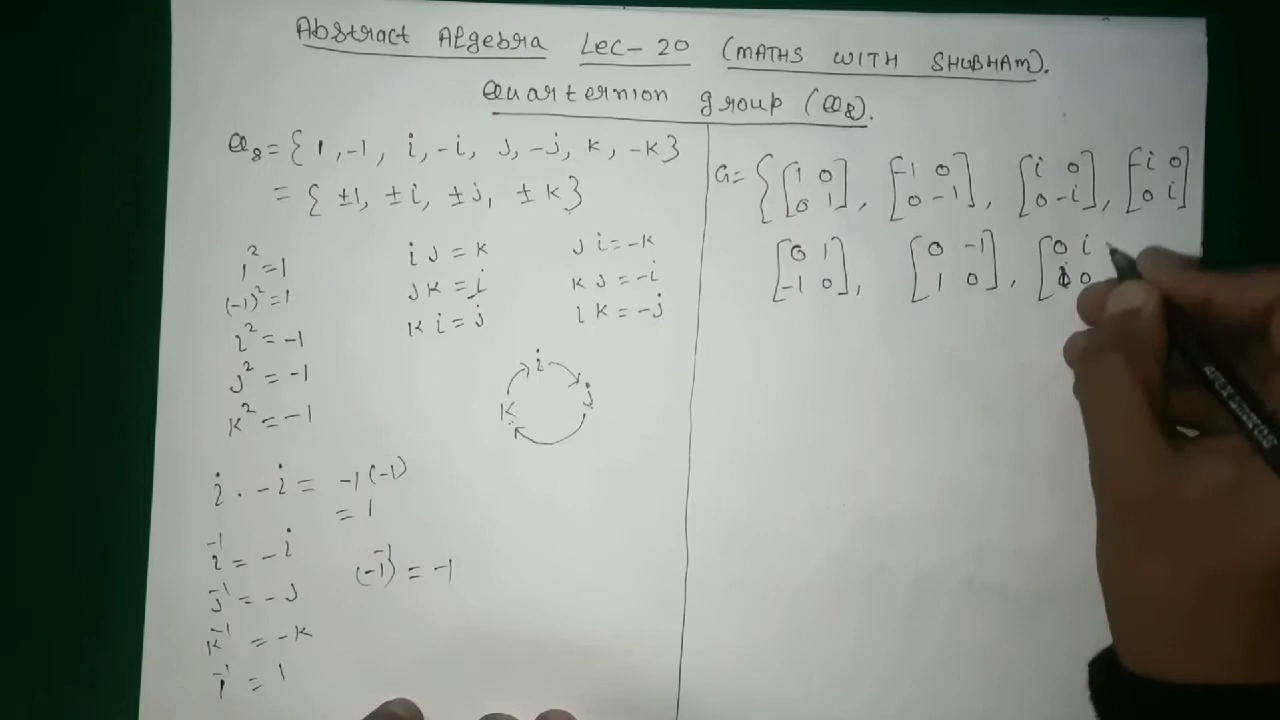 Abstract Algebra Lec-20 (MATHS WITH SHUBHAM).
Quarternion group (Q8).
Q8 = {1, -1, i, -i, j, -j, k, -k}
= {±1, ±i, ±j, ±k}
1² = 1
(-1)² = 1
i² = -1
j² = -1
k² = -1
ij = k
jk = i
ki = j
ji = -k
kj = -i
ik = -j
i
j
k
i . -i = -1(-1)
= 1
i⁻¹ = -i
j⁻¹ = -j
k⁻¹ = -k
1⁻¹ = 1
(-1)⁻¹ = -1
G = { [1 0], [-1 0], [i 0], [-i 0]
[0 1] [0 -1] [0 -i] [0 i]
[0 1], [0 -1], [0 i
[-1 0] [1 0] [i 0